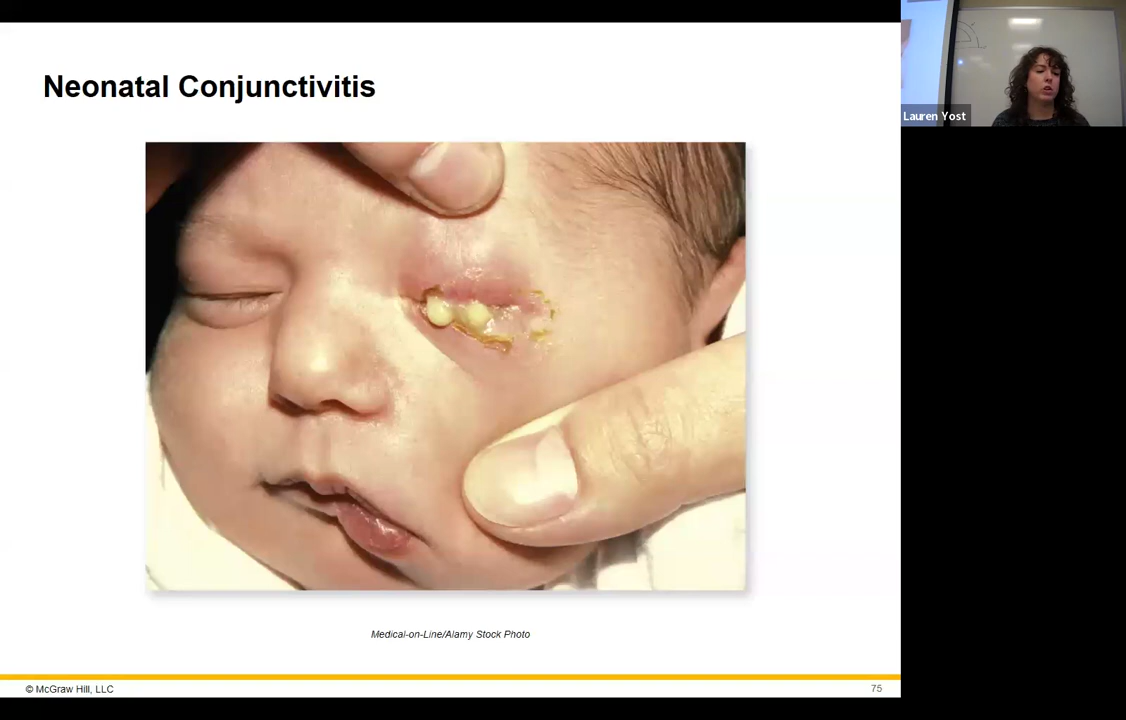 Neonatal Conjunctivitis
Lauren Yost
Medical-on-Line/Alamy Stock Photo
© McGraw Hill, LLC
75